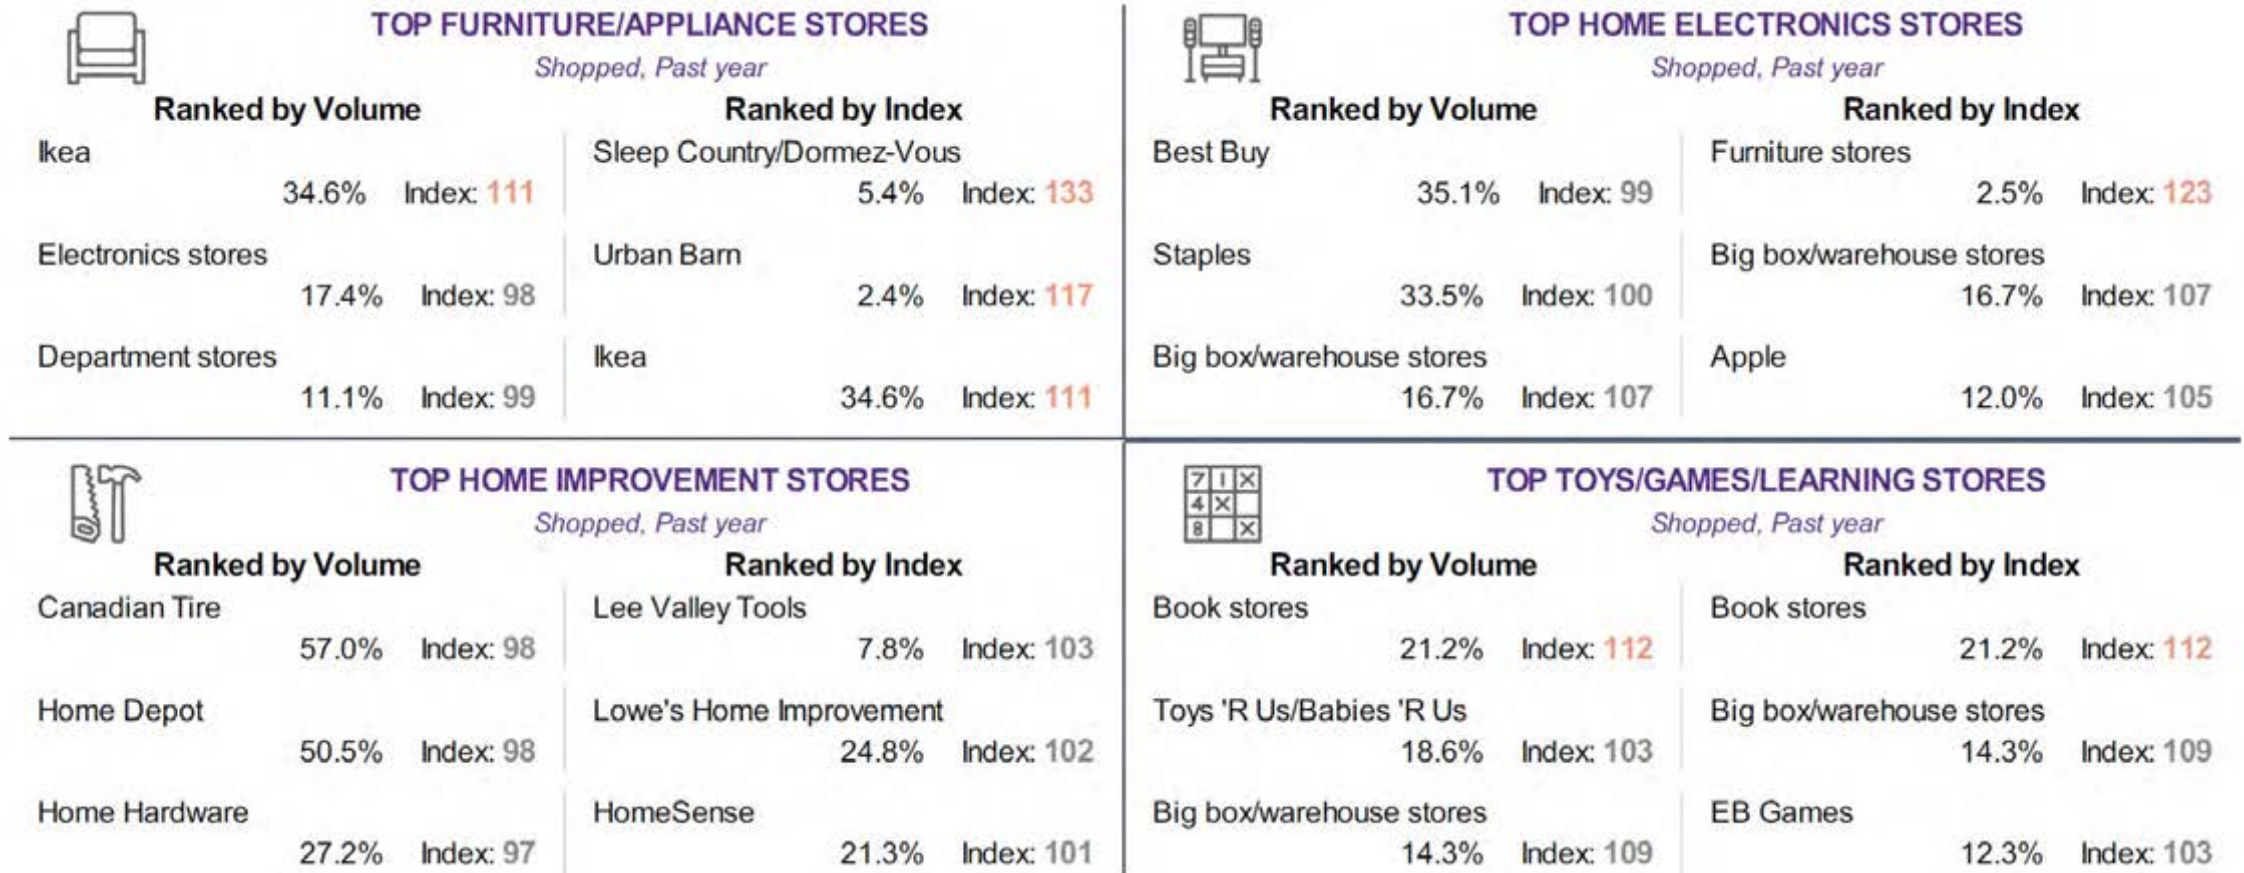 TOP FURNITURE/APPLIANCE STORES
Shopped, Past year
Ranked by Volume
Ikea
34.6% Index: 111
Electronics stores
17.4% Index: 98
Department stores
11.1% Index: 99
Ranked by Index
Sleep Country/Dormez-Vous
5.4% Index: 133
Urban Barn
2.4% Index: 117
Ikea
34.6% Index: 111
TOP HOME ELECTRONICS STORES
Shopped, Past year
Ranked by Volume
Best Buy
35.1% Index: 99
Staples
33.5% Index: 100
Big box/warehouse stores
16.7% Index: 107
Ranked by Index
Furniture stores
2.5% Index: 123
Big box/warehouse stores
16.7% Index: 107
Apple
12.0% Index: 105
TOP HOME IMPROVEMENT STORES
Shopped, Past year
Ranked by Volume
Canadian Tire
57.0% Index: 98
Home Depot
50.5% Index: 98
Home Hardware
27.2% Index: 97
Ranked by Index
Lee Valley Tools
7.8% Index: 103
Lowe's Home Improvement
24.8% Index: 102
HomeSense
21.3% Index: 101
7 1 X
4 X
8 X
TOP TOYS/GAMES/LEARNING STORES
Shopped, Past year
Ranked by Volume
Book stores
21.2% Index: 112
Toys 'R Us/Babies 'R Us
18.6% Index: 103
Big box/warehouse stores
14.3% Index: 109
Ranked by Index
Book stores
21.2% Index: 112
Big box/warehouse stores
14.3% Index: 109
EB Games
12.3% Index: 103